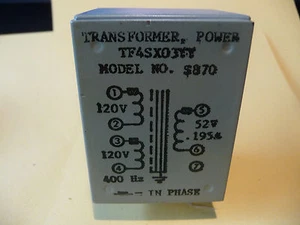 TRANSFORMER, POWER
TF4SX03YY
MODEL NO. S870
1
5
120V
52V
2
.195a
3
120V
6
4
7
400 Hz
- IN PHASE